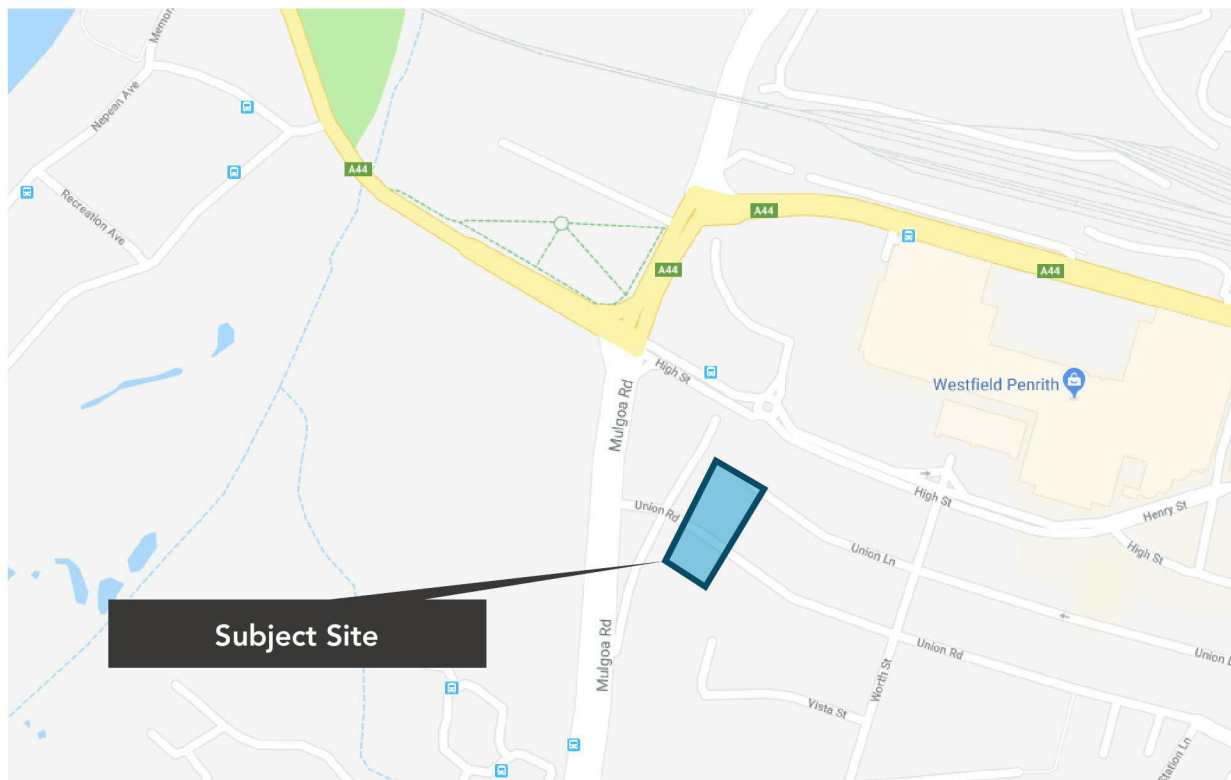 Memor
Nepean Ave
A44
Recreation Ave
A44
A44
A44
High St
Westfield Penrith
Mulgoa Rd
High St
Henry St
Union Rd
Union Ln
High St
Subject Site
Mulgoa Rd
Union Rd
Union L
Worth St
Vista St
Station Ln